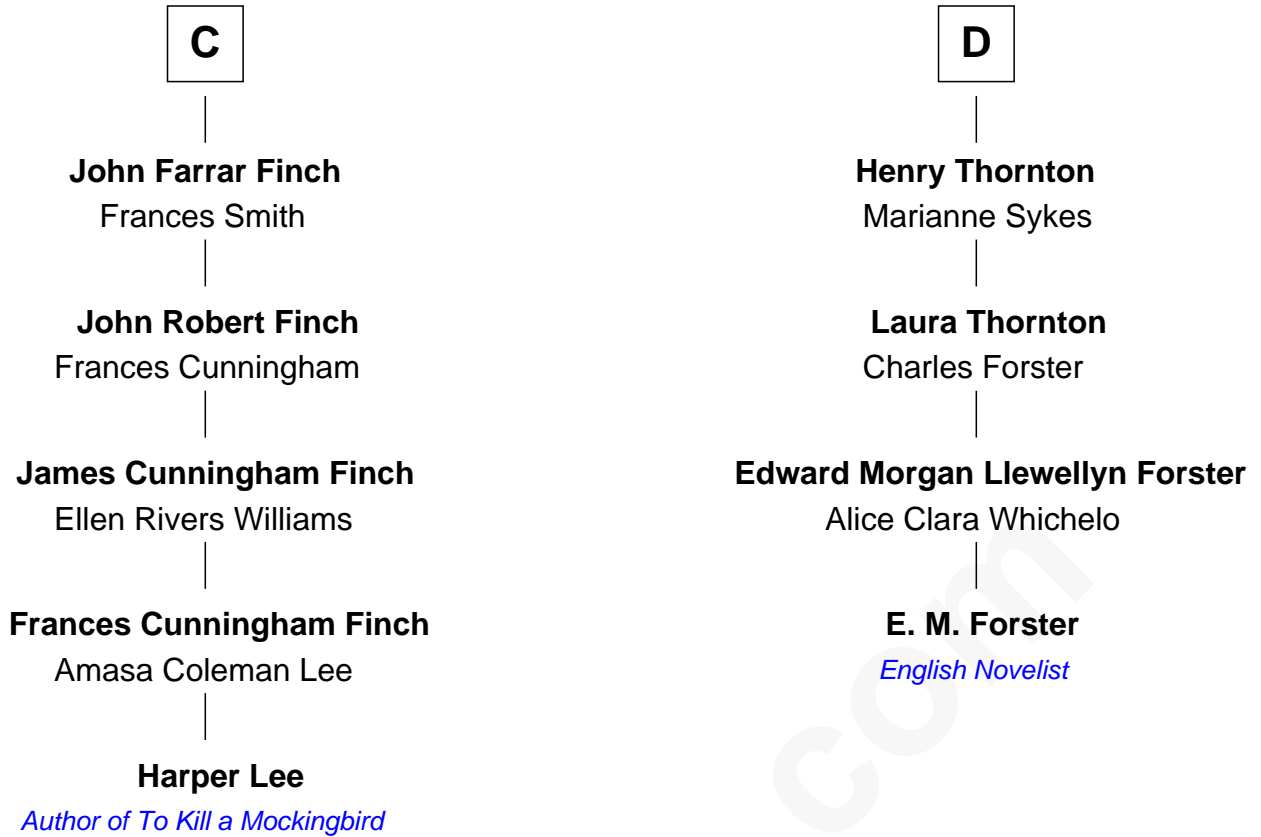 C
John Farrar Finch
Frances Smith
John Robert Finch
Frances Cunningham
James Cunningham Finch
Ellen Rivers Williams
Frances Cunningham Finch
Amasa Coleman Lee
Harper Lee
Author of To Kill a Mockingbird
D
Henry Thornton
Marianne Sykes
Laura Thornton
Charles Forster
Edward Morgan Llewellyn Forster
Alice Clara Whichelo
E. M. Forster
English Novelist
com